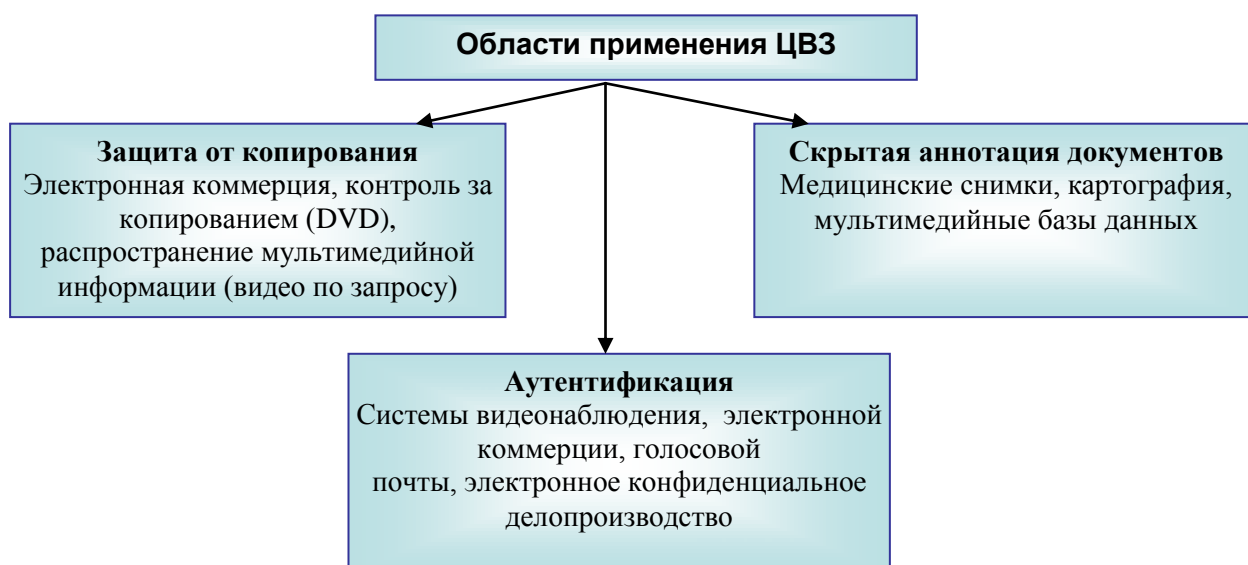 Области применения ЦВЗ
Защита от копирования
Электронная коммерция, контроль за
копированием (DVD),
распространение мультимедийной
информации (видео по запросу)
Скрытая аннотация документов
Медицинские снимки, картография,
мультимедийные базы данных
Аутентификация
Системы видеонаблюдения, электронной
коммерции, голосовой
почты, электронное конфиденциальное
делопроизводство